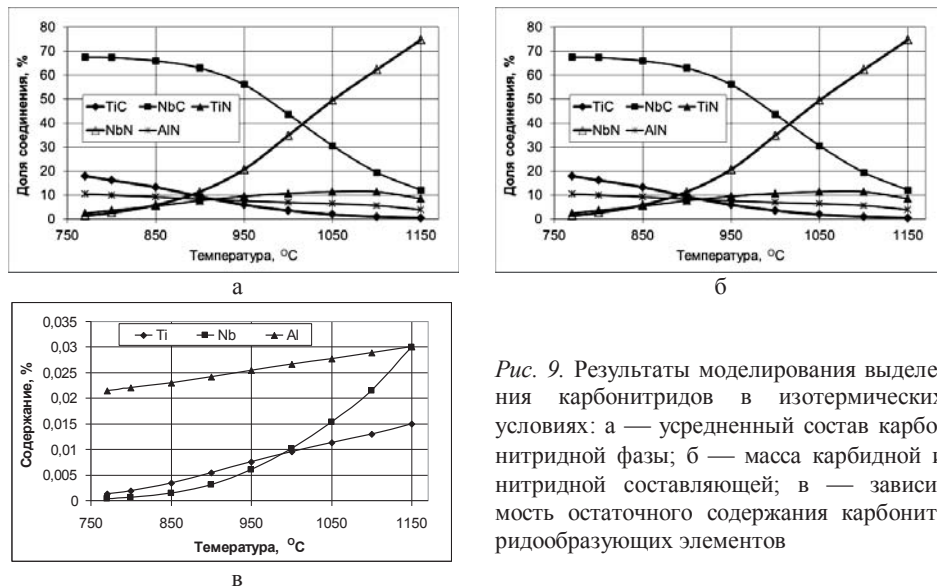 80
70
60
50
40
30
20
10
0
Доля соединения, %
TiC NbC TiN
NbN AlN
750 850 950 1050 1150
Температура, °C
а
80
70
60
50
40
30
20
10
0
Доля соединения, %
TiC NbC TiN
NbN AlN
750 850 950 1050 1150
Температура, °C
б
0,035
0,03
0,025
0,02
0,015
0,01
0,005
0
Содержание, %
Ti Nb Al
750 850 950 1050 1150
Темература, °C
в
Рис. 9. Результаты моделирования выделе
ния карбонитридов в изотермических
условиях: а — усредненный состав карбо
нитридной фазы; б — масса карбидной и
нитридной составляющей; в — зависи
мость остаточного содержания карбонит
ридообразующих элементов